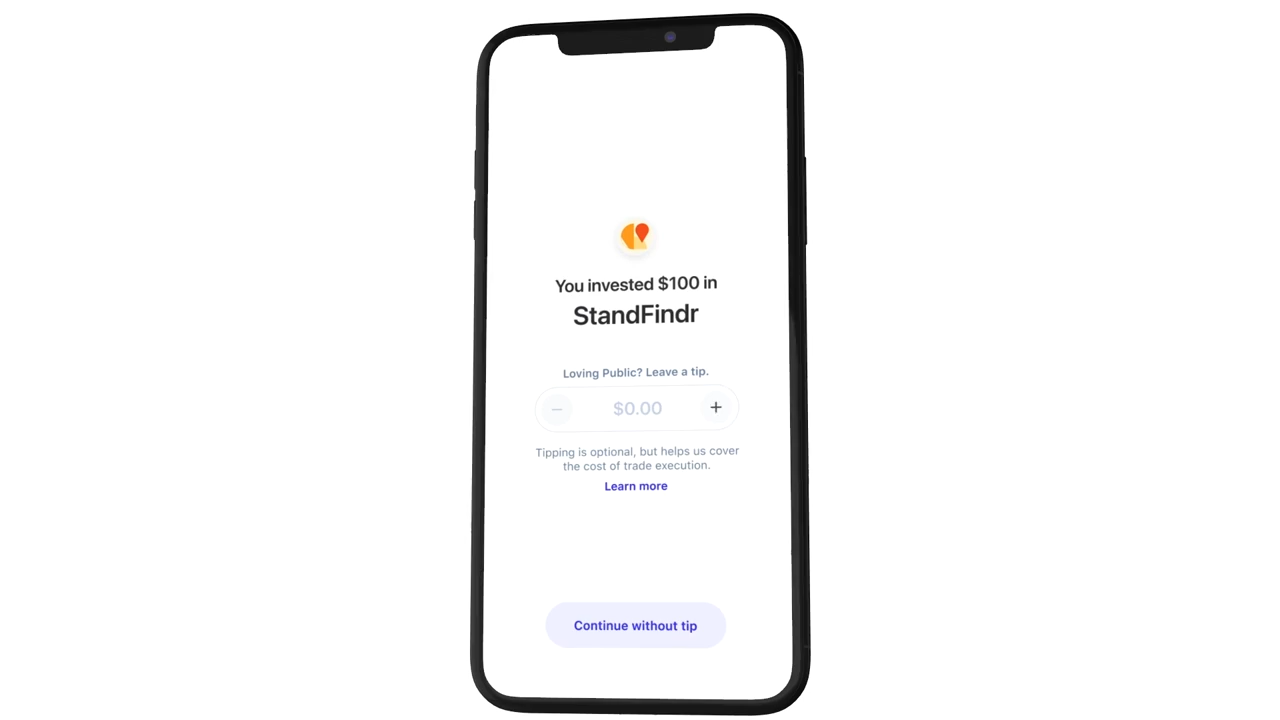 You invested $100 in
StandFindr
Loving Public? Leave a tip.
− $0.00 +
Tipping is optional, but helps us cover
the cost of trade execution.
Learn more
Continue without tip